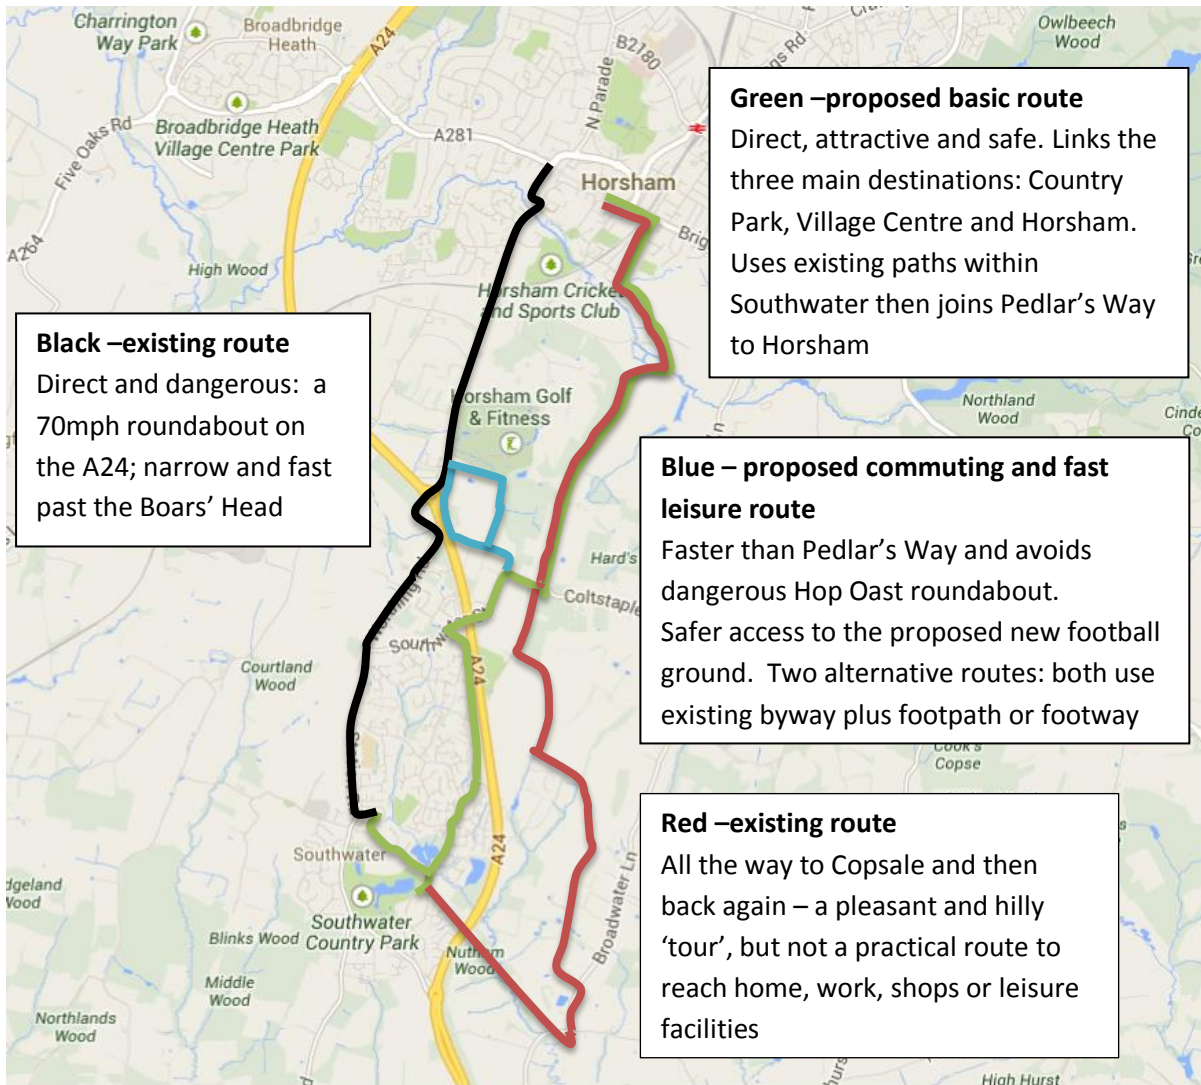 Charrington
Way Park
Broadbridge
Heath
A24
B2180
N Parade
Owlbeech
Wood
Five Oaks Rd
Broadbridge Heath
Village Centre Park
A281
Horsham
A264
High Wood
Horsham Cricket
and Sports Club
Green –proposed basic route
Direct, attractive and safe. Links the
three main destinations: Country
Park, Village Centre and Horsham.
Uses existing paths within
Southwater then joins Pedlar's Way
to Horsham
Black –existing route
Direct and dangerous: a
70mph roundabout on
the A24; narrow and fast
past the Boars' Head
Horsham Golf
& Fitness
Northland
Wood
Blue – proposed commuting and fast
leisure route
Faster than Pedlar's Way and avoids
dangerous Hop Oast roundabout.
Safer access to the proposed new football
ground. Two alternative routes: both use
existing byway plus footpath or footway
Hard's
Coltstaple
A24
Courtland
Wood
Cook's
Copse
Red –existing route
All the way to Copsale and then
back again – a pleasant and hilly
'tour', but not a practical route to
reach home, work, shops or leisure
facilities
Southwater
A24
Southwater
Country Park
Broadwater Ln
Blinks Wood
Middle
Wood
Northlands
Wood
High Hurst